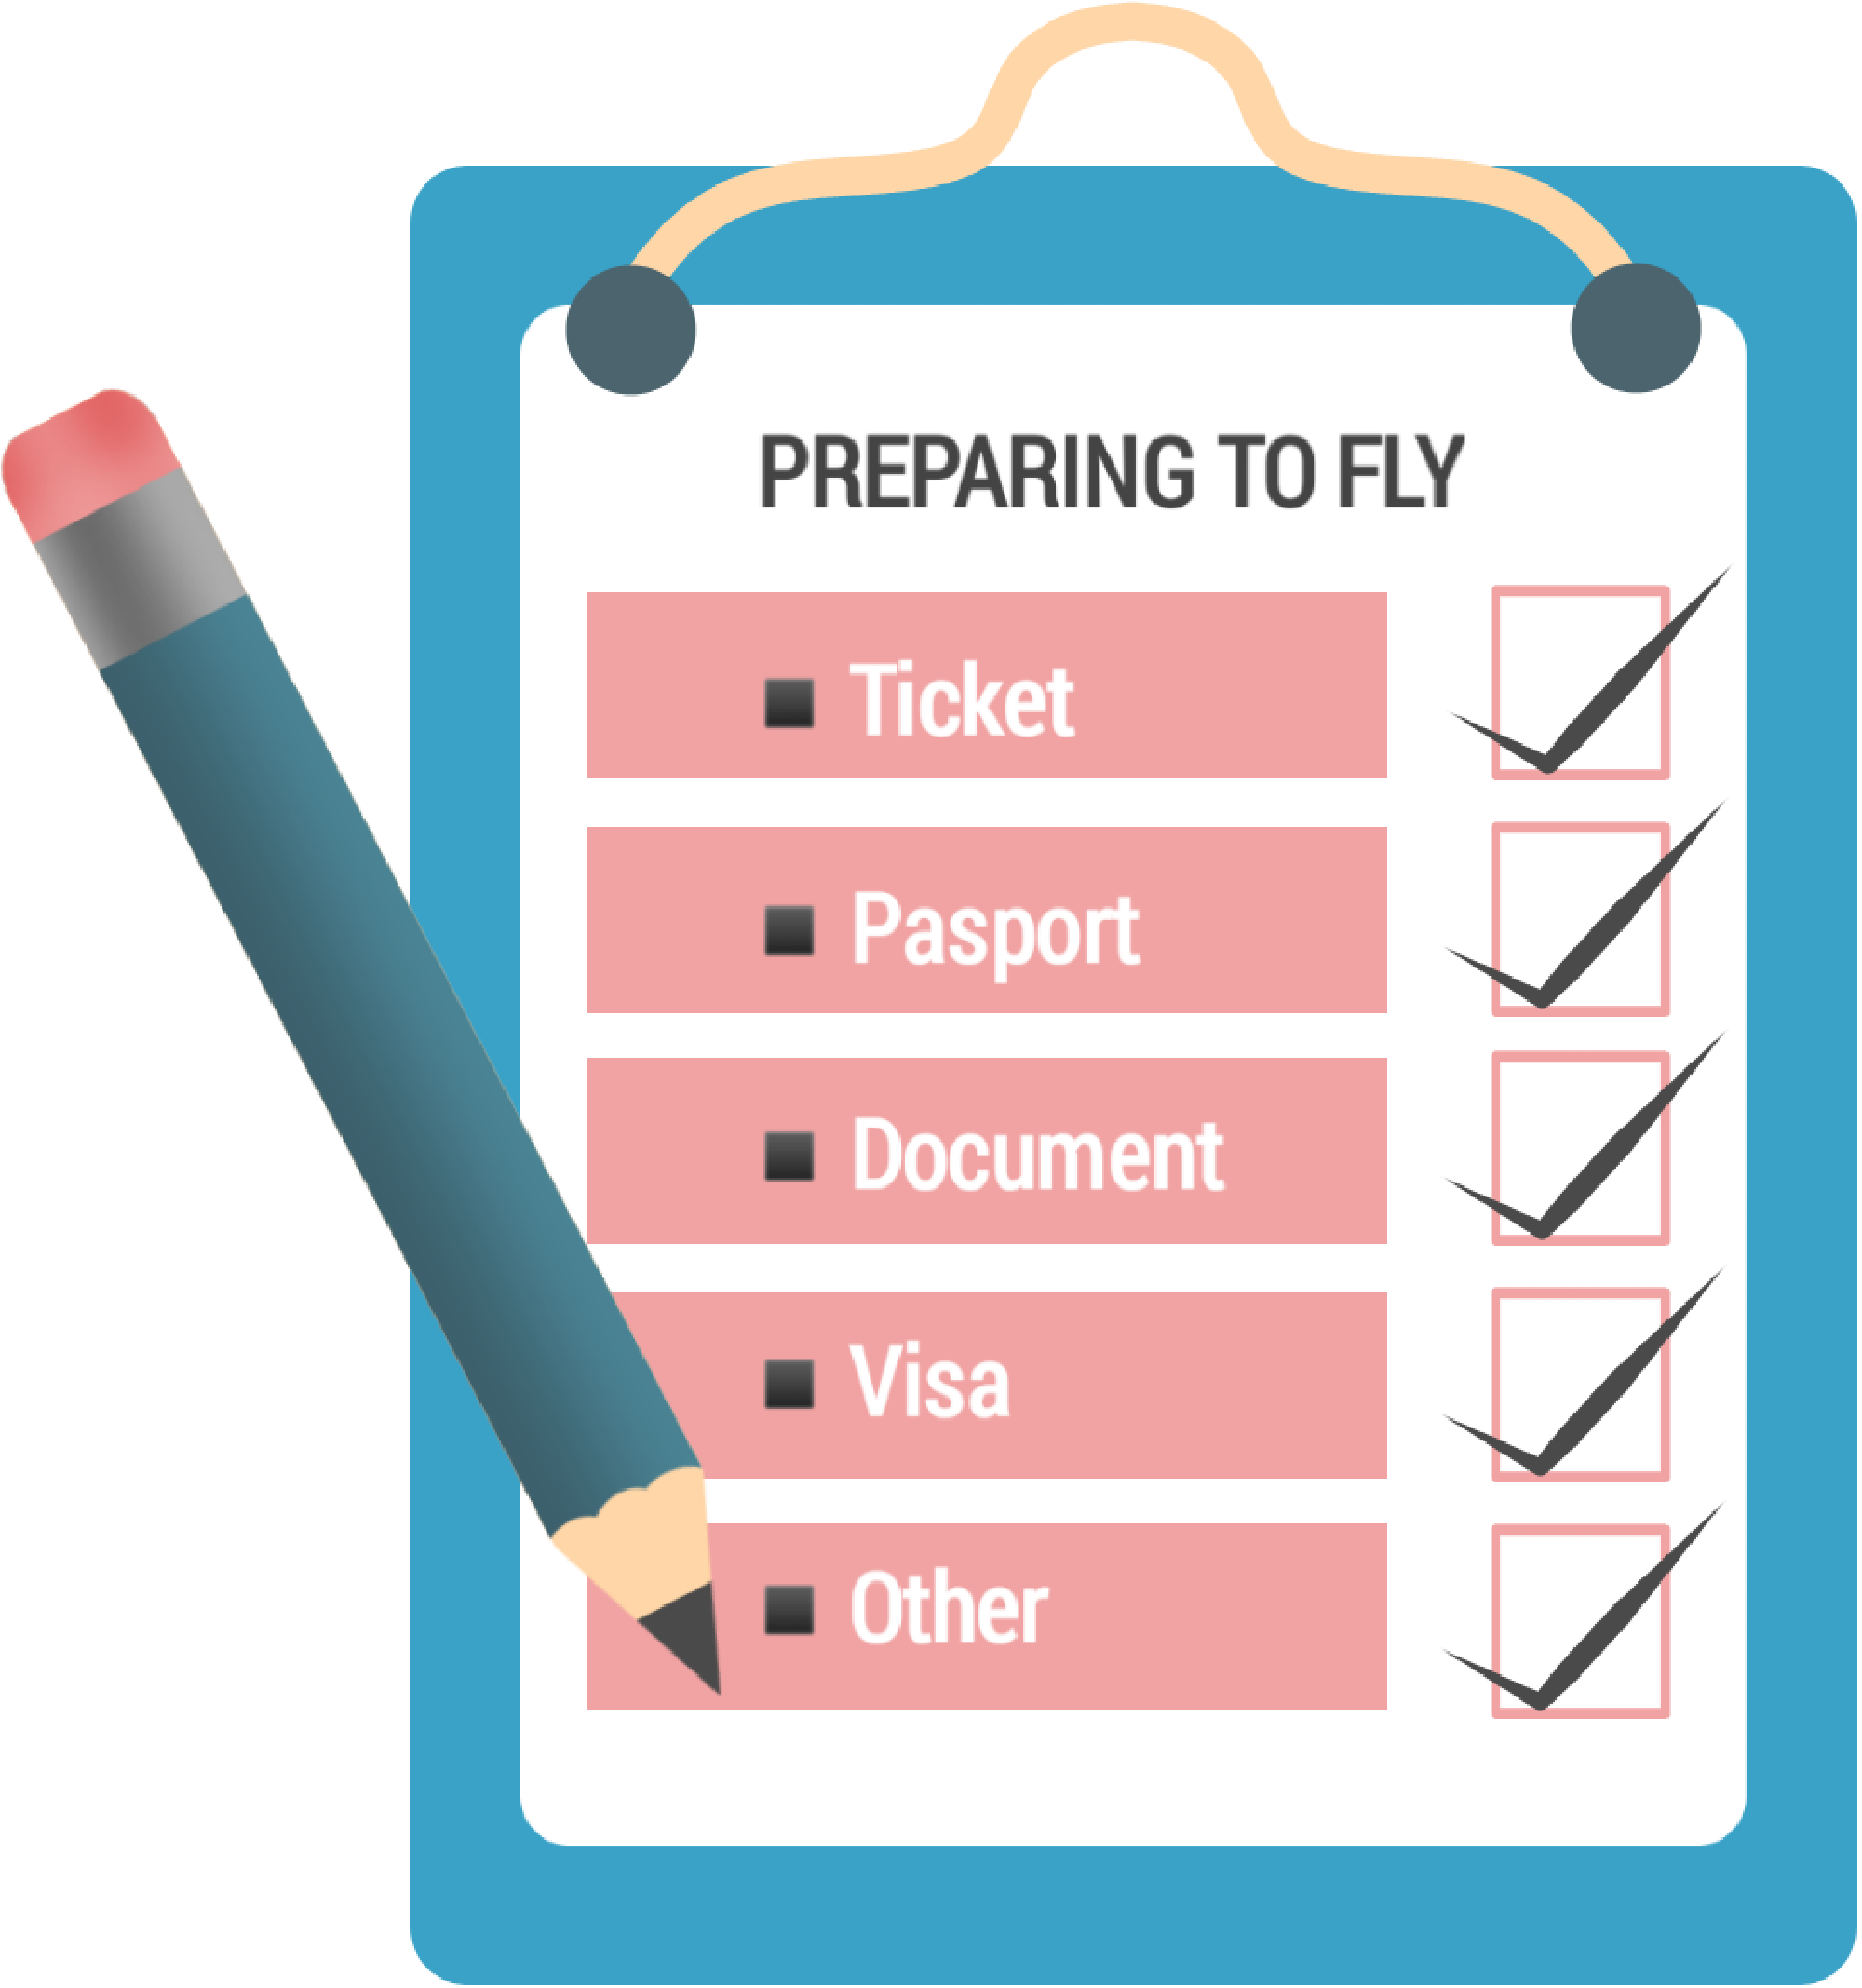 PREPARING TO FLY
Ticket
Pasport
Document
Visa
Other